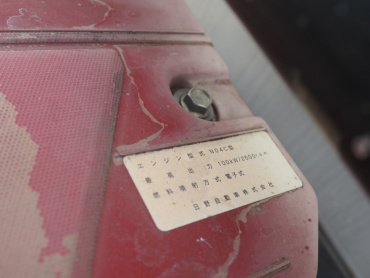 エンジン型式 N04C型
最高出力 100kW/2500rpm
燃料噴射方式 電子式
日野自動車株式会社